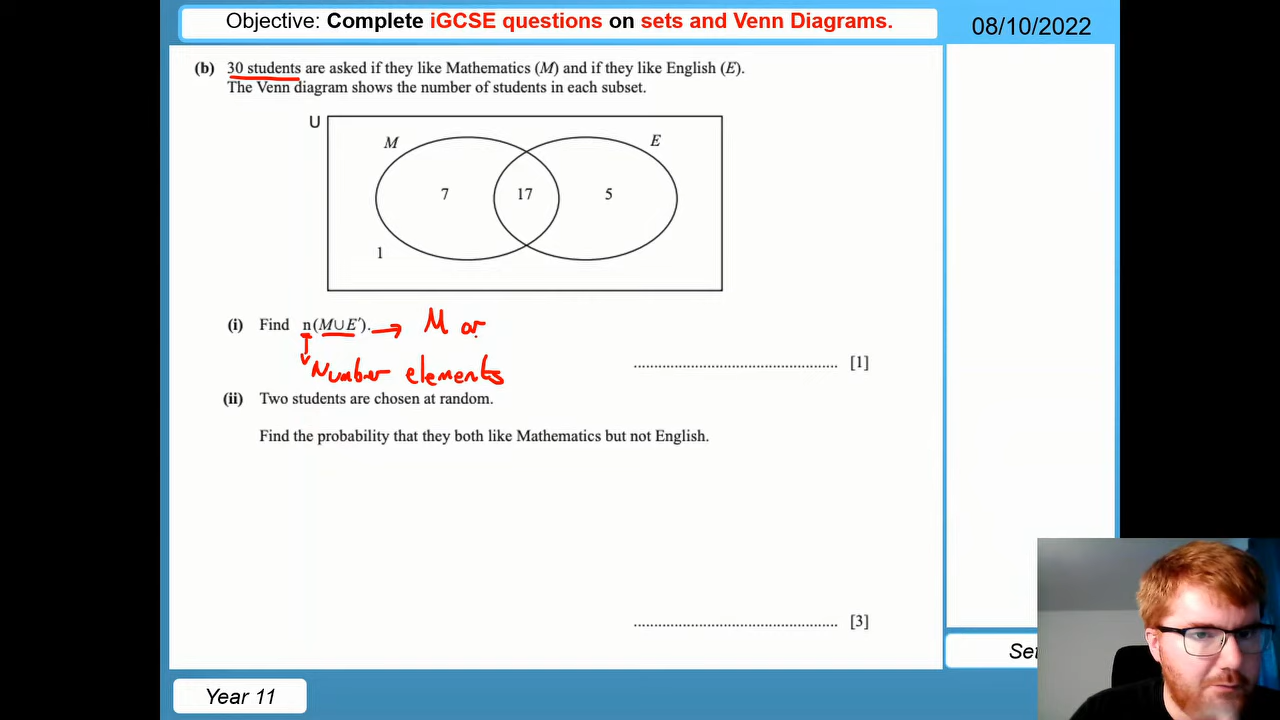 Objective: Complete iGCSE questions on sets and Venn Diagrams.
08/10/2022
(b) 30 students are asked if they like Mathematics (M) and if they like English (E).
The Venn diagram shows the number of students in each subset.
U
M
E
7
17
5
1
(i) Find n(M∪E′). → M or
[1]
Number elements
(ii) Two students are chosen at random.
Find the probability that they both like Mathematics but not English.
[3]
Set
Year 11